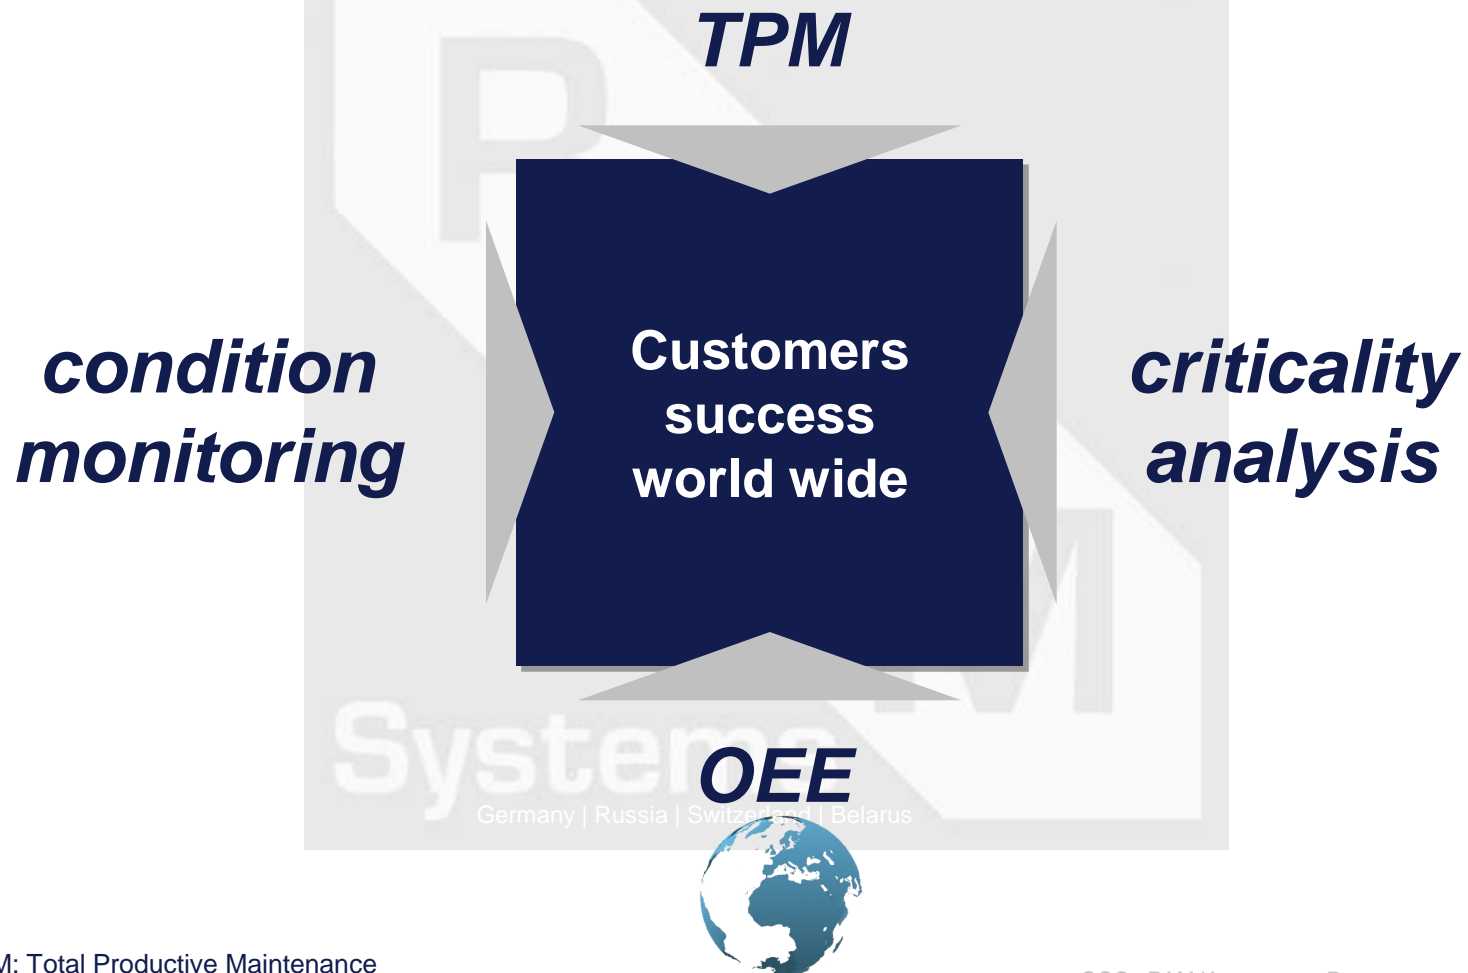 TPM
P
condition
monitoring
Customers
success
world wide
criticality
analysis
M
Systems
OEE
Germany | Russia | Switzerland | Belarus
M: Total Productive Maintenance